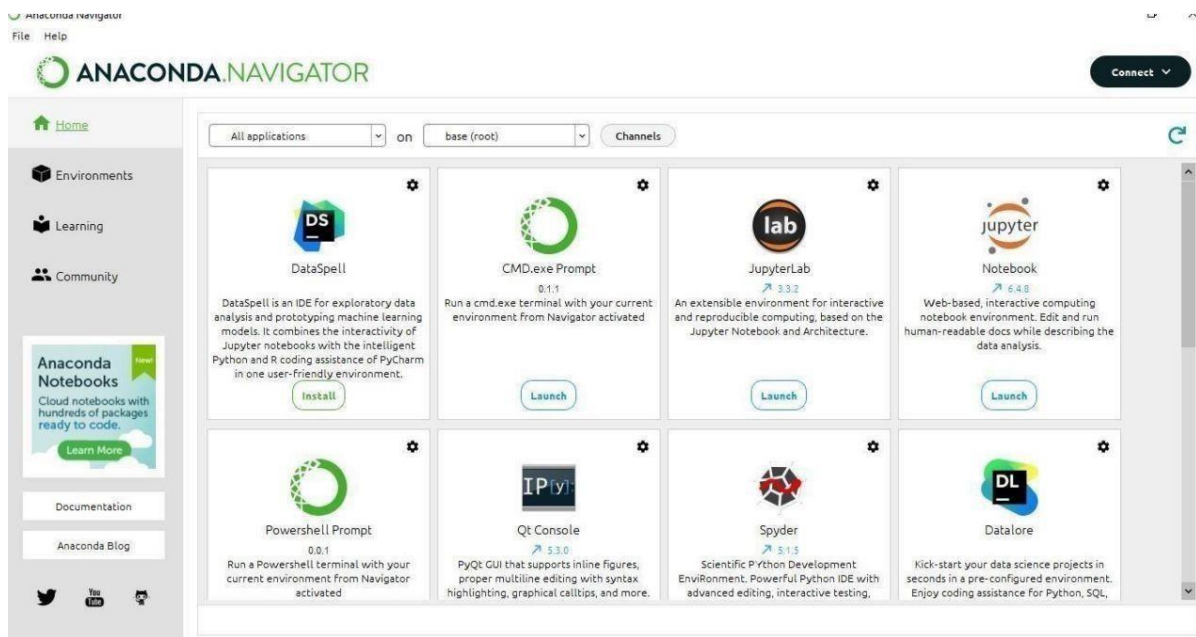 Anaconda Navigator
File Help
ANACONDA.NAVIGATOR
Connect
Home
Environments
Learning
Community
Anaconda Notebooks
New!
Cloud notebooks with
hundreds of packages
ready to code.
Learn More
Documentation
Anaconda Blog
You
Tube
All applications on base (root) Channels
DS
DataSpell
DataSpell is an IDE for exploratory data
analysis and prototyping machine learning
models. It combines the interactivity of
Jupyter notebooks with the intelligent
Python and R coding assistance of PyCharm
in one user-friendly environment.
Install
CMD.exe Prompt
0.1.1
Run a cmd.exe terminal with your current
environment from Navigator activated
Launch
lab
JupyterLab
3.3.2
An extensible environment for interactive
and reproducible computing, based on the
Jupyter Notebook and Architecture.
Launch
jupyter
Notebook
6.4.8
Web-based, interactive computing
notebook environment. Edit and run
human-readable docs while describing the
data analysis.
Launch
Powershell Prompt
0.0.1
Run a Powershell terminal with your
current environment from Navigator
activated
IP[y]:
Qt Console
5.3.0
PyQt GUI that supports inline figures,
proper multiline editing with syntax
highlighting, graphical calltips, and more.
Spyder
5.1.5
Scientific PYthon Development
EnviRonment. Powerful Python IDE with
advanced editing, interactive testing,
DL
Datalore
Kick-start your data science projects in
seconds in a pre-configured environment.
Enjoy coding assistance for Python, SQL,